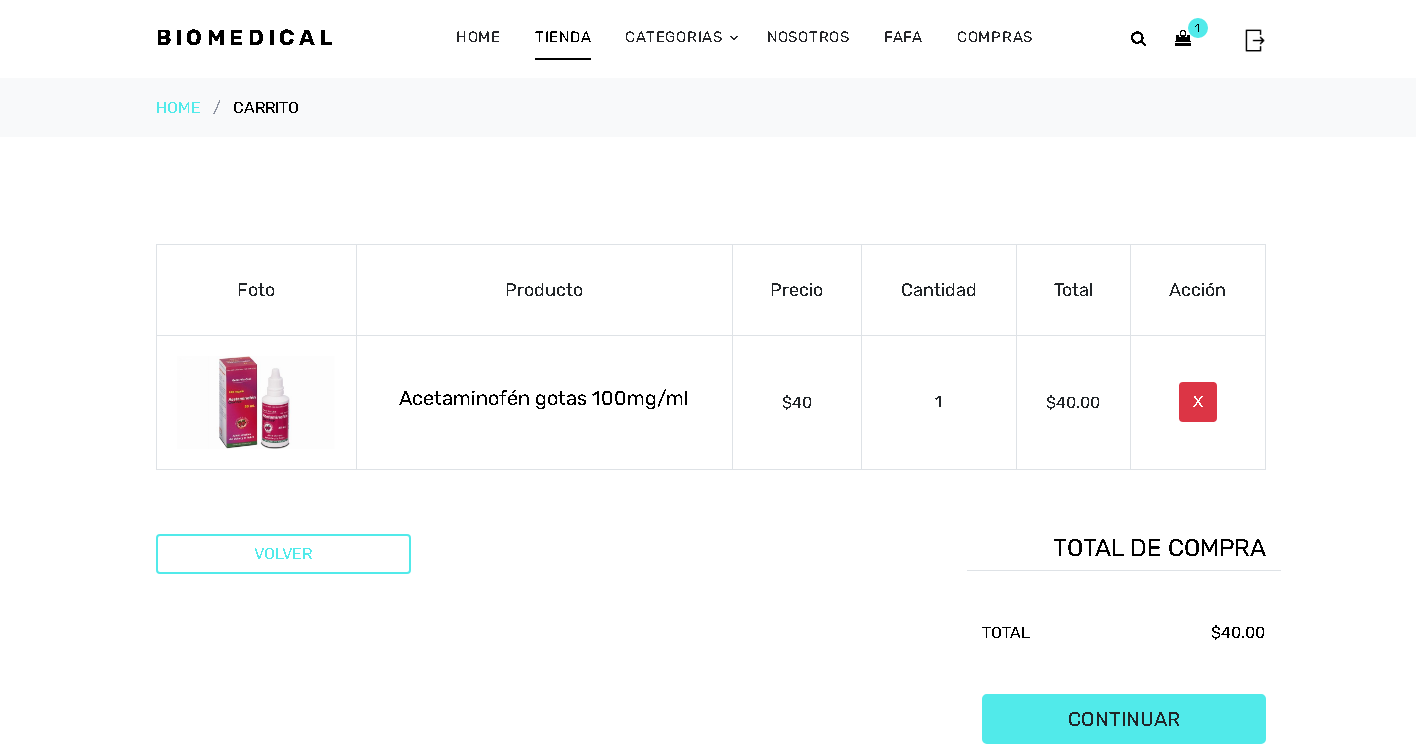 BIOMEDICAL
HOME TIENDA CATEGORIAS NOSOTROS FAFA COMPRAS
1
HOME / CARRITO
Foto Producto Precio Cantidad Total Acción
Acetaminofén gotas 100mg/ml $40 1 $40.00 X
Acetaminofen
VOLVER
TOTAL DE COMPRA
TOTAL $40.00
CONTINUAR